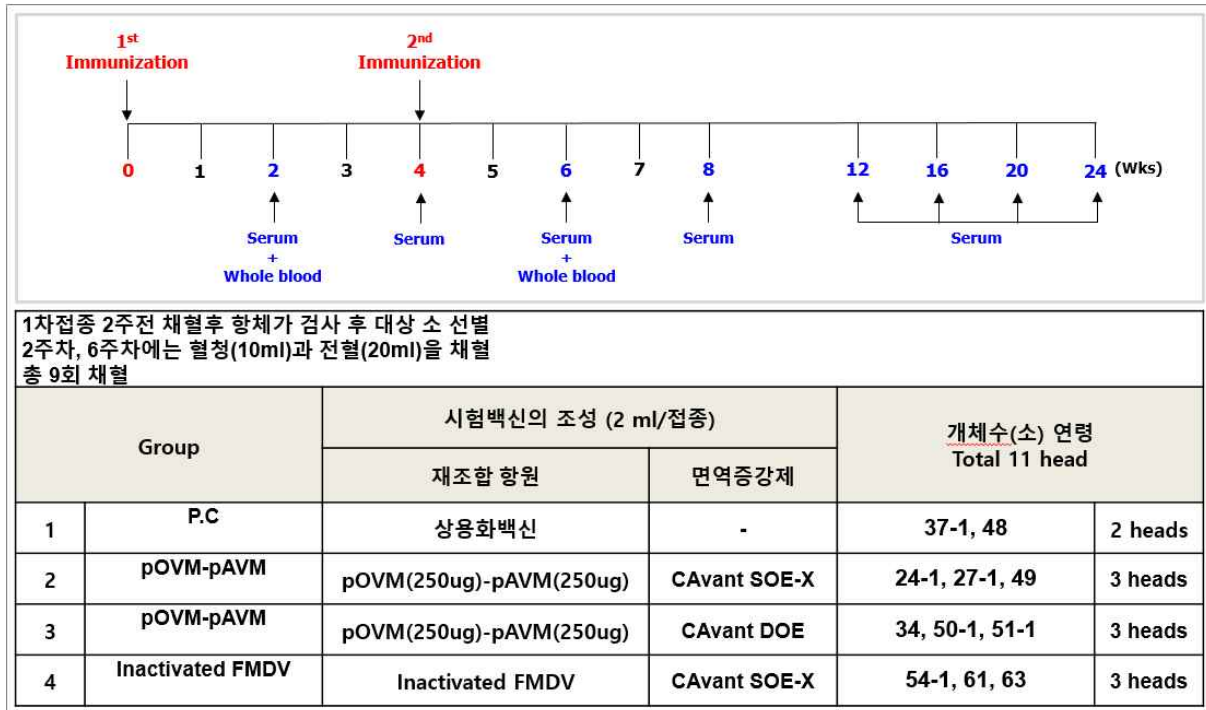 1st 2nd
Immunization Immunization
0 1 2 3 4 5 6 7 8 12 16 20 24 (Wks)
Serum Serum Serum Serum Serum
+ +
Whole blood Whole blood
1차접종 2주전 채혈후 항체가 검사 후 대상 소 선별
2주차, 6주차에는 혈청(10ml)과 전혈(20ml)을 채혈
총 9회 채혈
Group 시험백신의 조성 (2 ml/접종) 개체수(소) 연령
Total 11 head
재조합 항원 면역증강제
1 P.C 상용화백신 - 37-1, 48 2 heads
2 pOVM-pAVM pOVM(250ug)-pAVM(250ug) CAvant SOE-X 24-1, 27-1, 49 3 heads
3 pOVM-pAVM pOVM(250ug)-pAVM(250ug) CAvant DOE 34, 50-1, 51-1 3 heads
4 Inactivated FMDV Inactivated FMDV CAvant SOE-X 54-1, 61, 63 3 heads